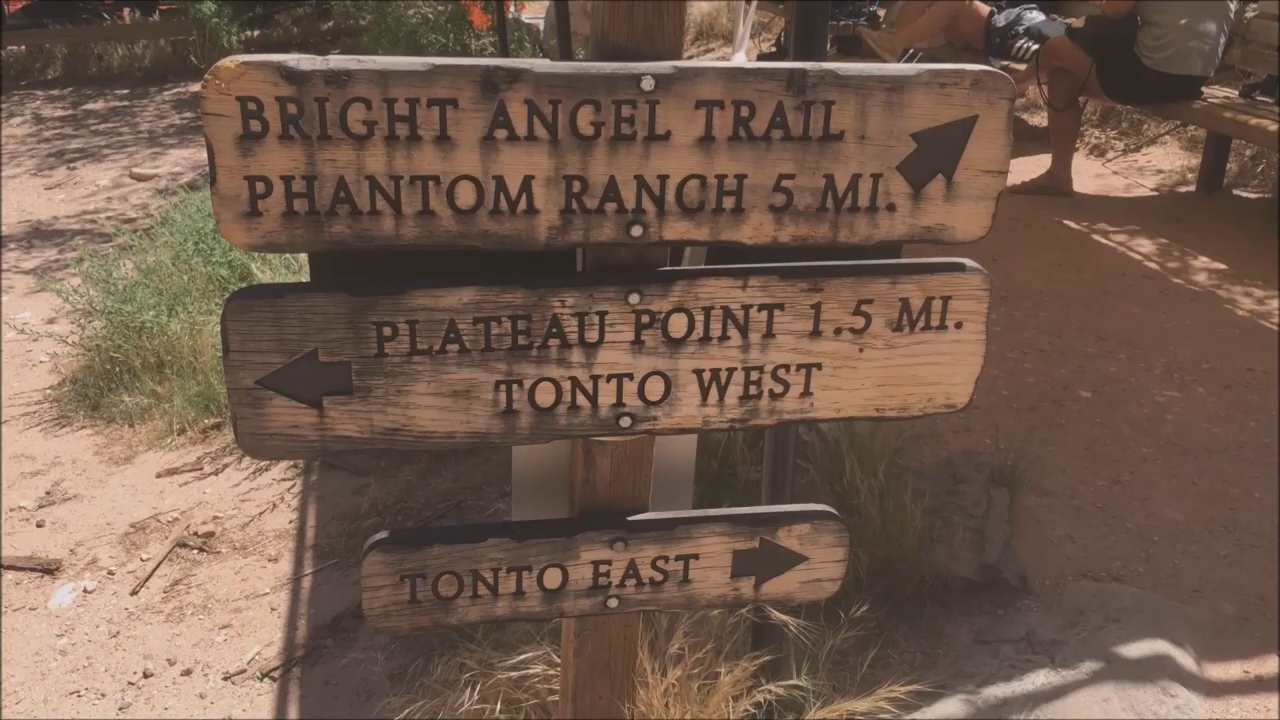 BRIGHT ANGEL TRAIL
PHANTOM RANCH 5 MI.
PLATEAU POINT 1.5 MI.
TONTO WEST
TONTO EAST